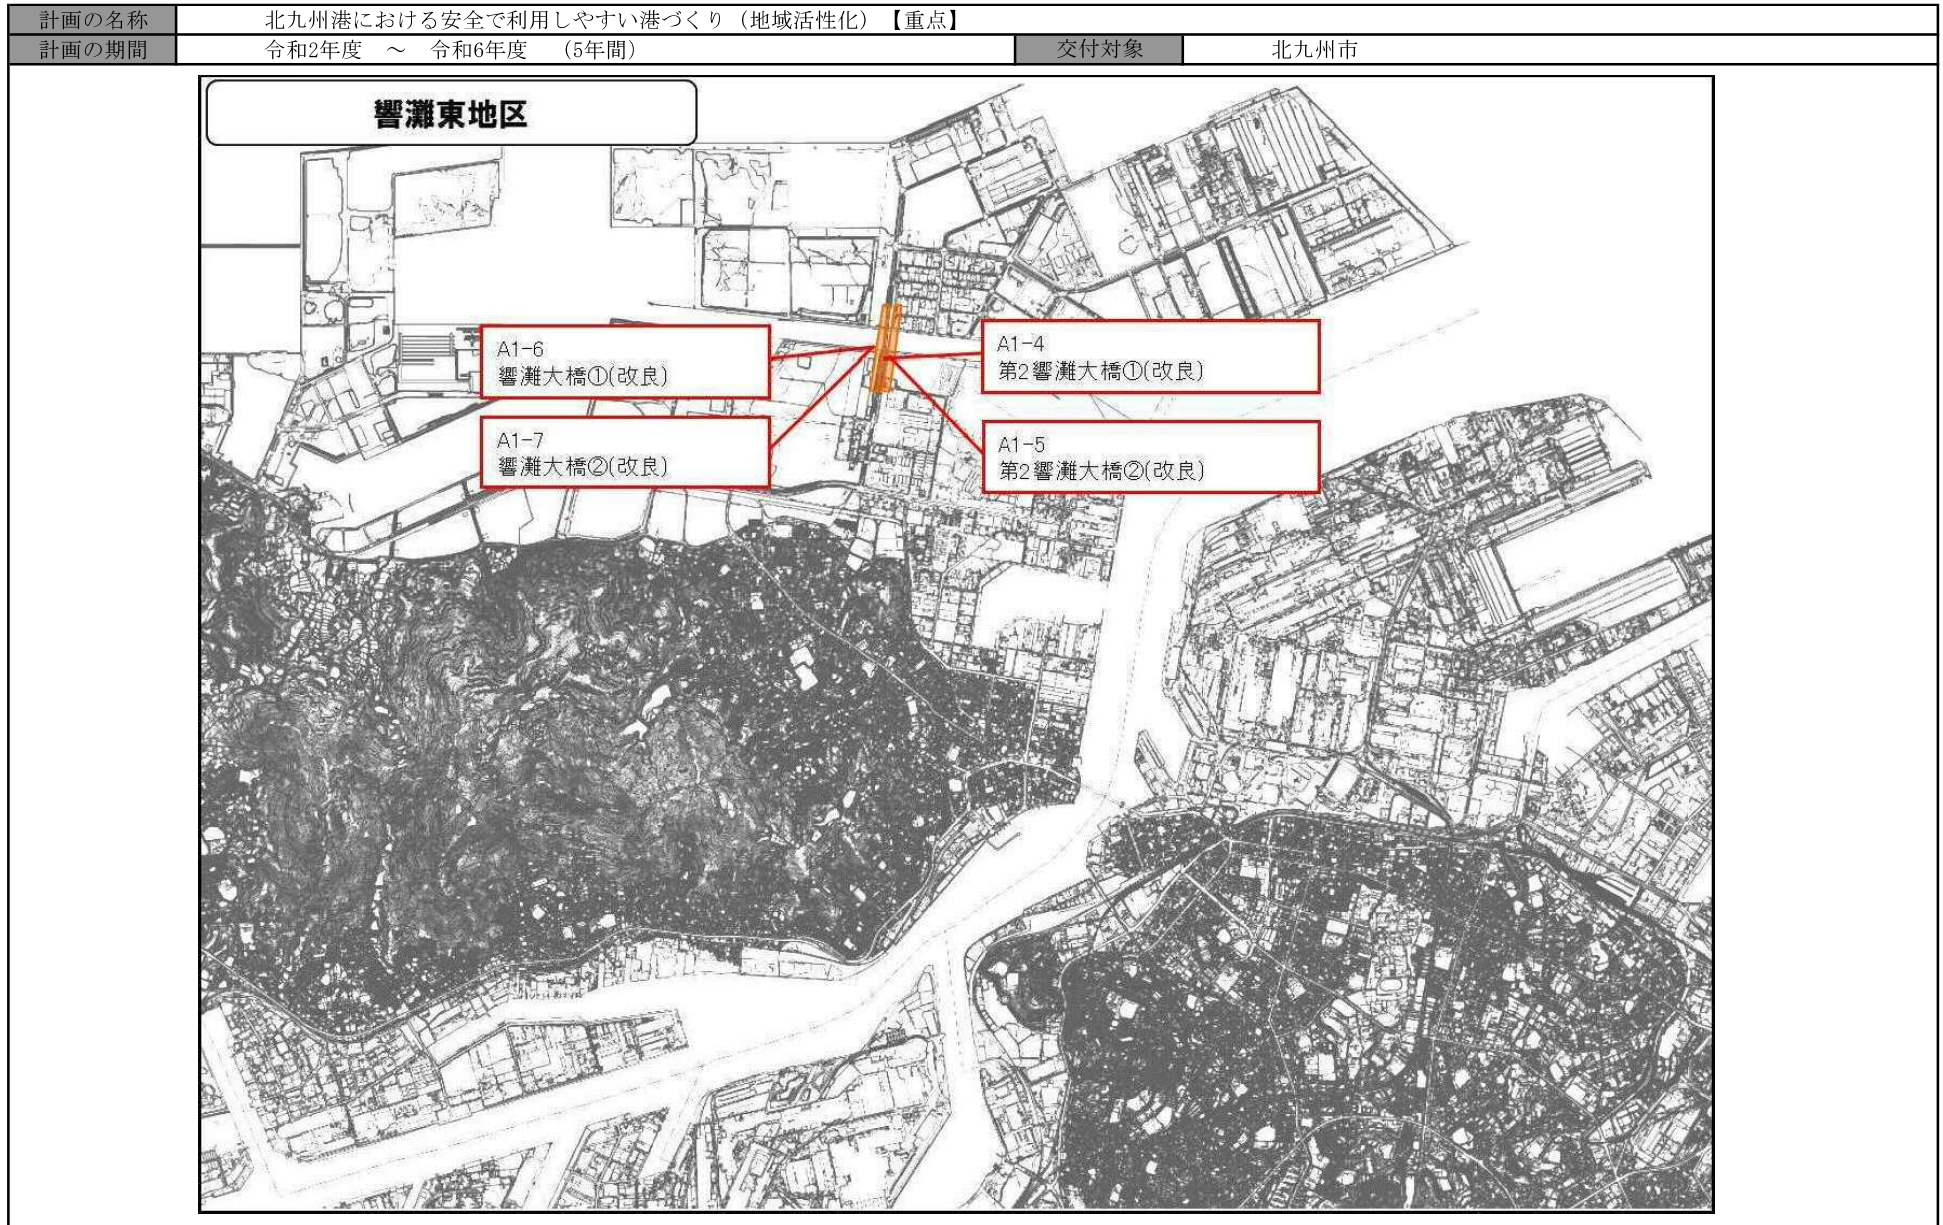 計画の名称 北九州港における安全で利用しやすい港づくり（地域活性化）【重点】
計画の期間 令和2年度 ～ 令和6年度 （5年間） 交付対象 北九州市
響灘東地区
A1-6
響灘大橋①(改良)
A1-4
第2響灘大橋①(改良)
A1-7
響灘大橋②(改良)
A1-5
第2響灘大橋②(改良)